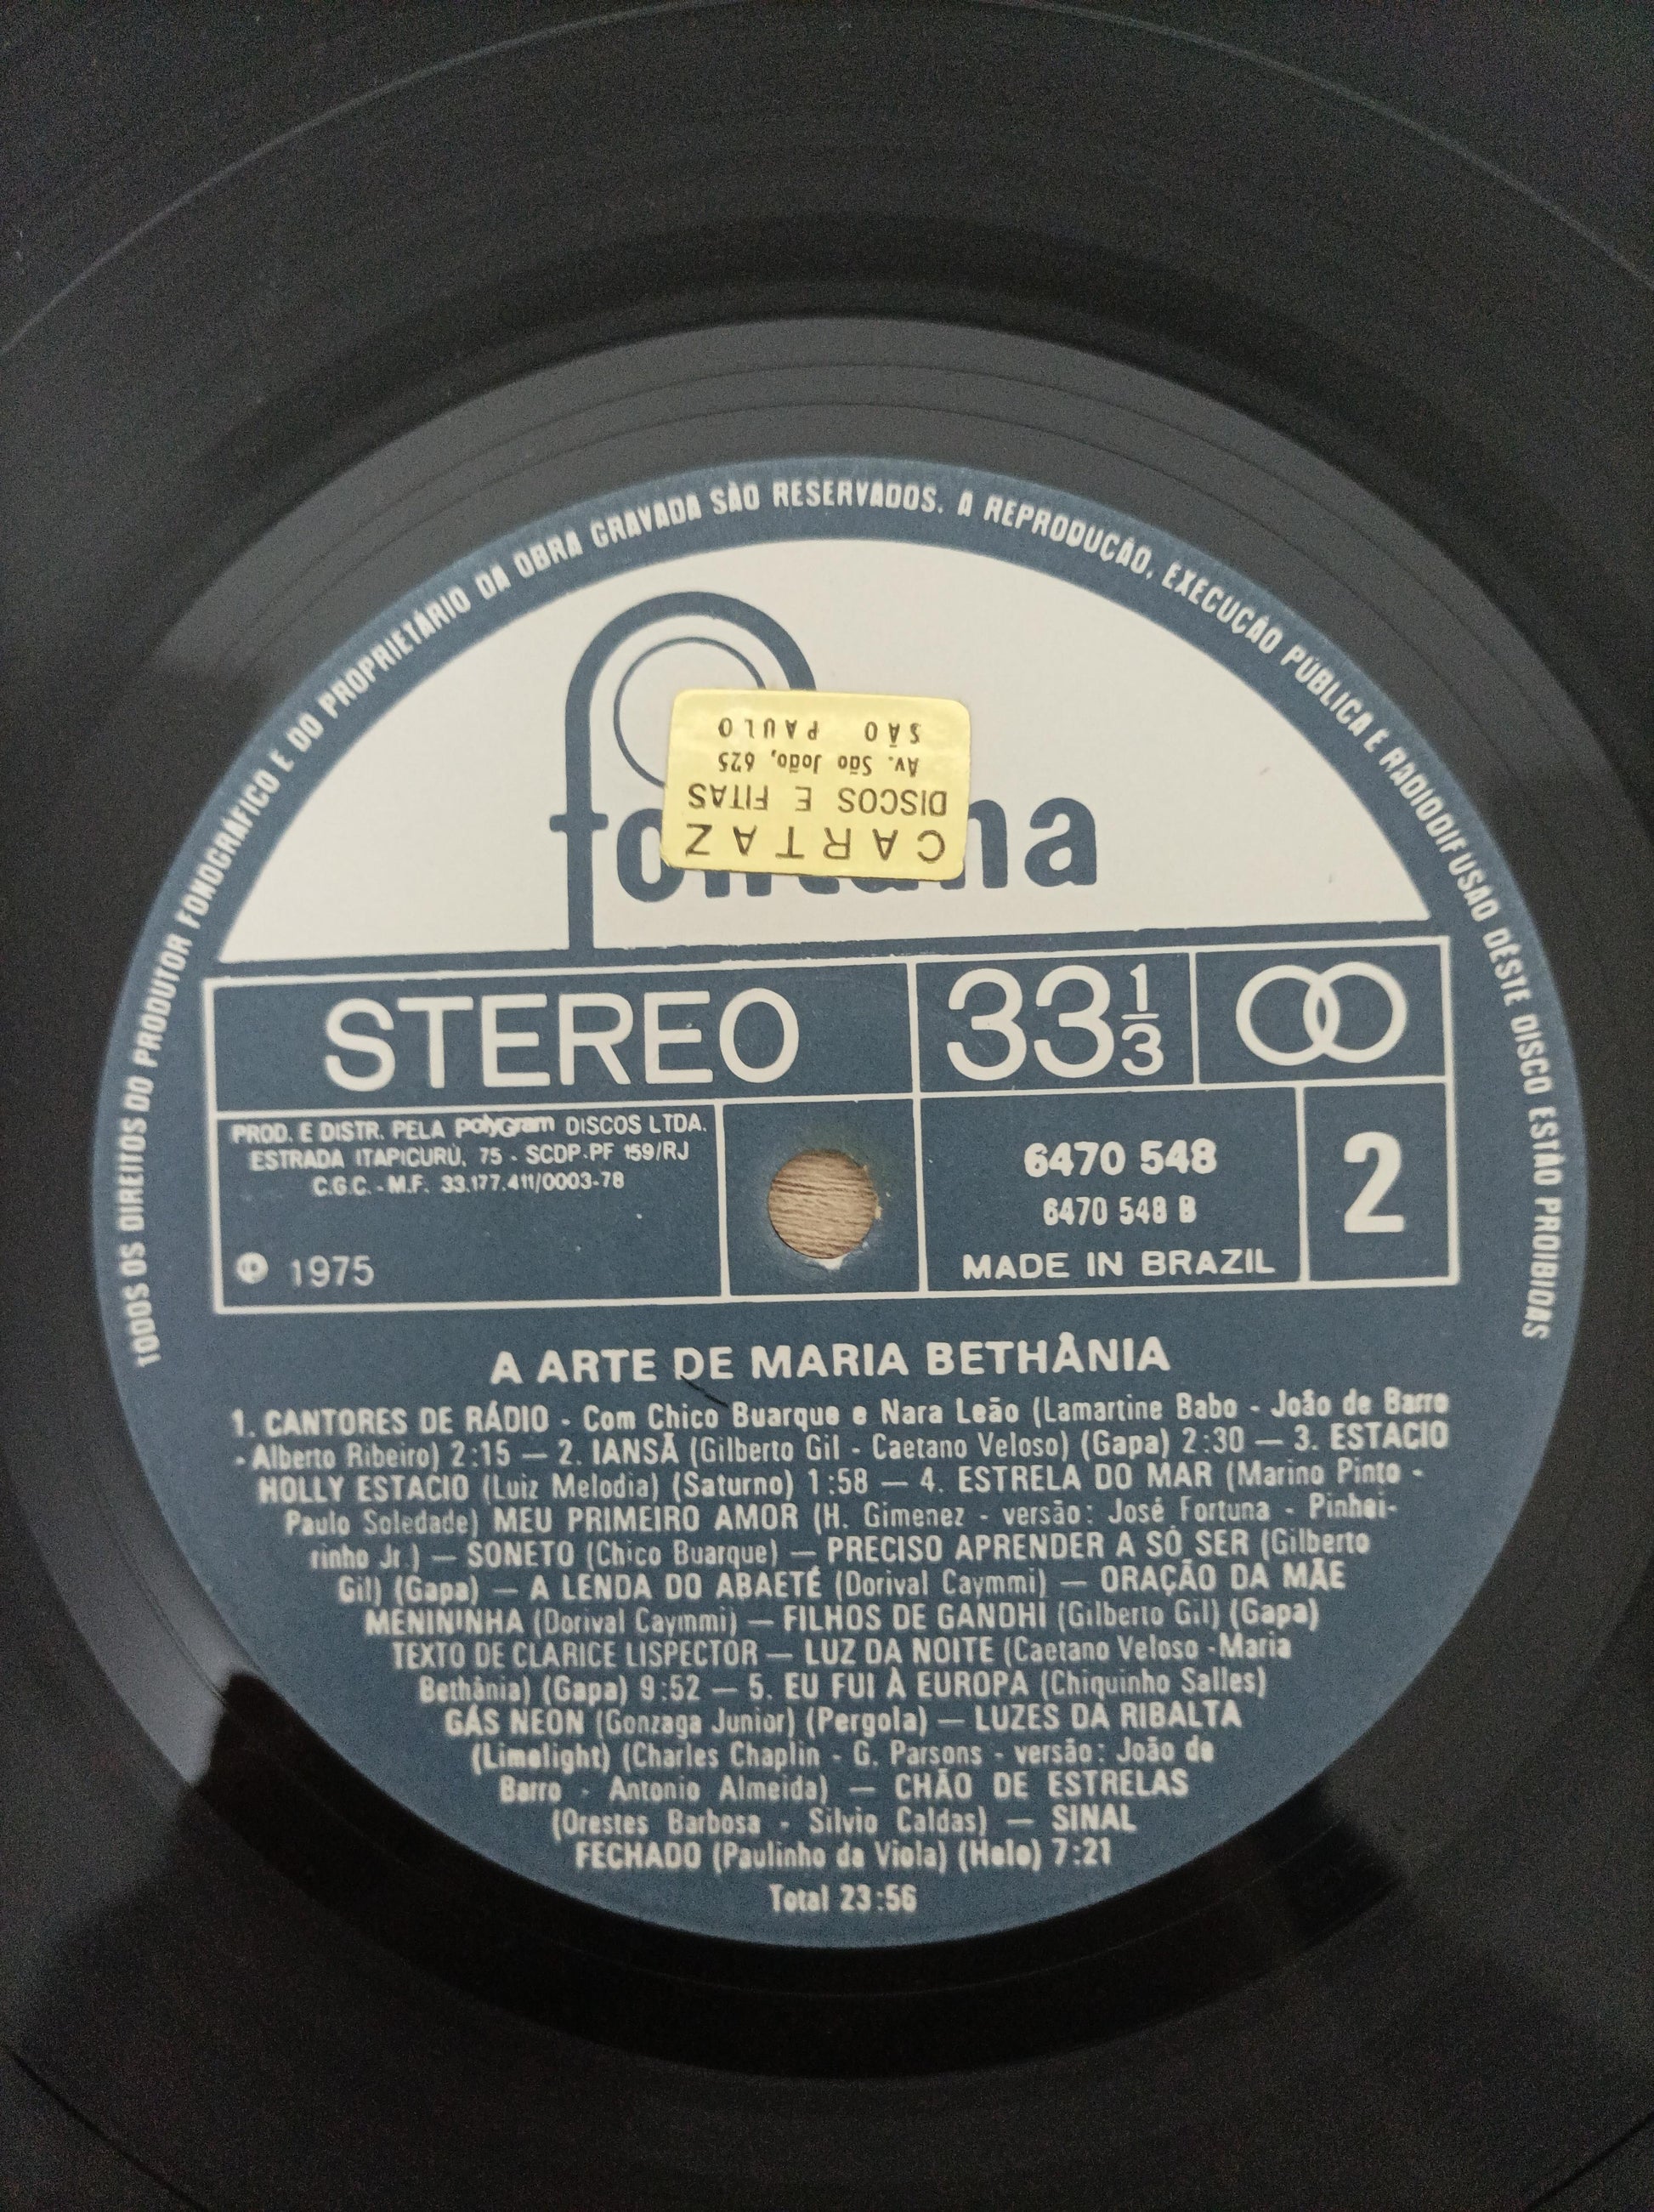 TODOS OS DIREITOS DO PRODUTOR FONOGRÁFICO E DO PROPRIETÁRIO DA OBRA GRAVADA SÃO RESERVADOS. A REPRODUÇÃO, EXECUÇÃO PÚBLICA E RADIODIFUSÃO DÊSTE DISCO ESTÃO PROIBIDAS
fontana
CARTAZ
DISCOS E FITAS
Av. São João, 625
SÃO PAULO
STEREO
33 1/3
PROD. E DISTR. PELA polyGram DISCOS LTDA.
ESTRADA ITAPICURÚ, 75 - SCDP-PF 159/RJ
C.G.C. - M.F. 33.177.411/0003-78
℗ 1975
6470 548
6470 548 B
MADE IN BRAZIL
2
A ARTE DE MARIA BETHÂNIA
1. CANTORES DE RÁDIO - Com Chico Buarque e Nara Leão (Lamartine Babo - João de Barro
- Alberto Ribeiro) 2:15 — 2. IANSÃ (Gilberto Gil - Caetano Veloso) (Gapa) 2:30 — 3. ESTACIO
HOLLY ESTACIO (Luiz Melodia) (Saturno) 1:58 — 4. ESTRELA DO MAR (Marino Pinto -
Paulo Soledade) MEU PRIMEIRO AMOR (H. Gimenez - versão: José Fortuna - Pinhei-
rinho Jr.) — SONETO (Chico Buarque) — PRECISO APRENDER A SÓ SER (Gilberto
Gil) (Gapa) — A LENDA DO ABAETÉ (Dorival Caymmi) — ORAÇÃO DA MÃE
MENININHA (Dorival Caymmi) — FILHOS DE GANDHI (Gilberto Gil) (Gapa)
TEXTO DE CLARICE LISPECTOR — LUZ DA NOITE (Caetano Veloso -Maria
Bethânia) (Gapa) 9:52 — 5. EU FUI À EUROPA (Chiquinho Salles)
GÁS NEON (Gonzaga Junior) (Pergola) — LUZES DA RIBALTA
(Limelight) (Charles Chaplin - G. Parsons - versão: João de
Barro - Antonio Almeida) — CHÃO DE ESTRELAS
(Orestes Barbosa - Silvio Caldas) — SINAL
FECHADO (Paulinho da Viola) (Helo) 7:21
Total 23:56